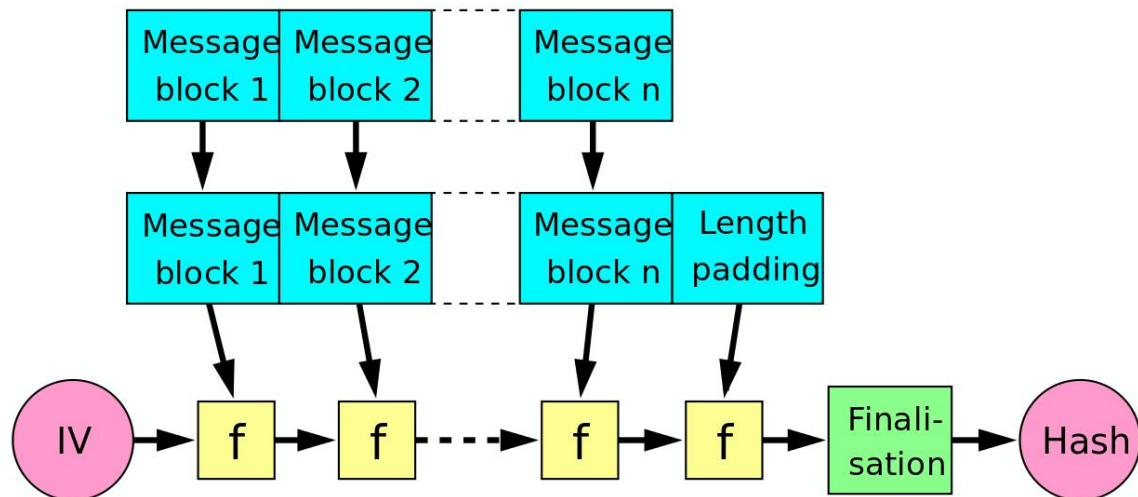 Message
block 1
Message
block 2
Message
block n
Message
block 1
Message
block 2
Message
block n
Length
padding
IV
f
f
f
f
Finali-
sation
Hash